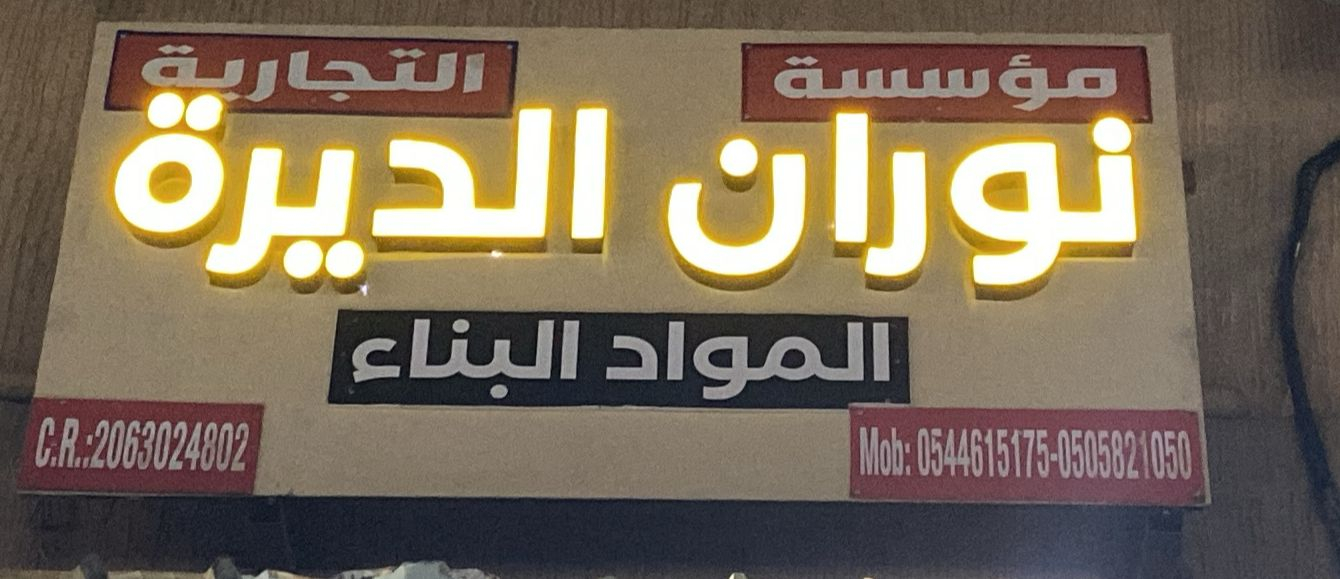 مؤسسة التجارية
نوران الديرة
المواد البناء
C.R.:2063024802 Mob: 0544615175-0505821050